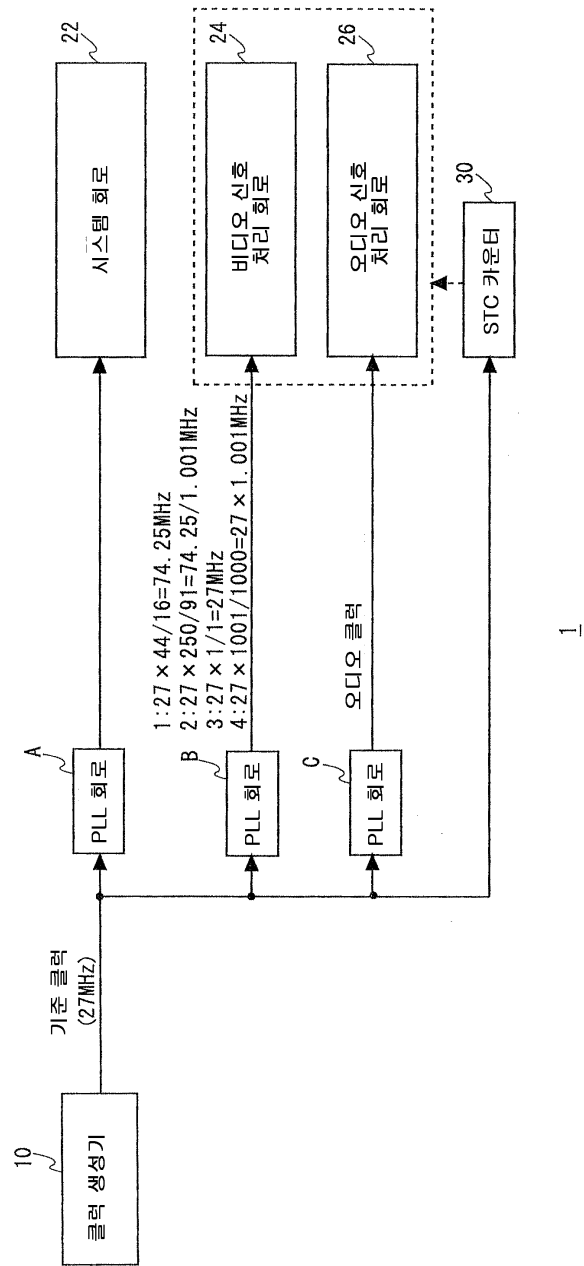 10
클럭 생성기
기준 클럭
(27MHz)
A
PLL 회로
22
시스템 회로
1:27×44/16=74.25MHz
2:27×250/91=74.25/1.001MHz
3:27×1/1=27MHz
4:27×1001/1000=27×1.001MHz
B
PLL 회로
24
비디오 신호
처리 회로
C
PLL 회로
오디오 클럭
26
오디오 신호
처리 회로
30
STC 카운터
1